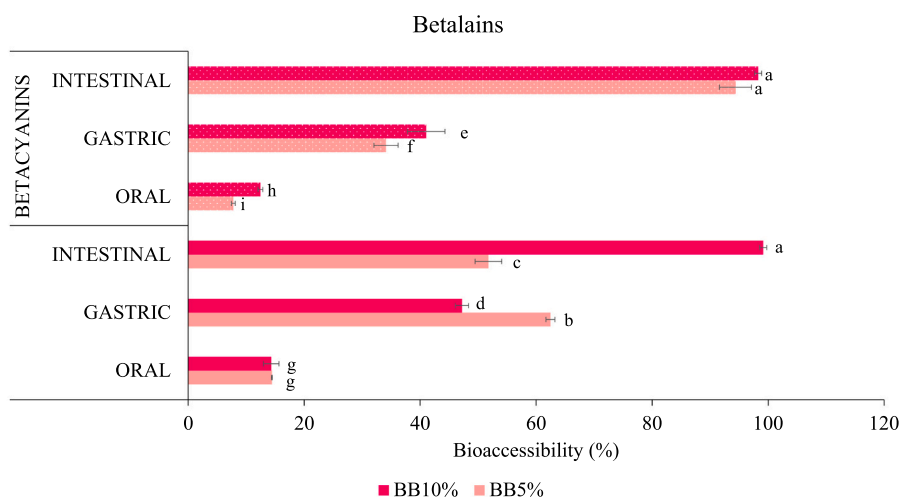 Betalains
BETACYANINS
INTESTINAL
a
a
GASTRIC
e
f
ORAL
h
i
INTESTINAL
a
c
GASTRIC
d
b
ORAL
g
g
0 20 40 60 80 100 120
Bioaccessibility (%)
BB10% BB5%